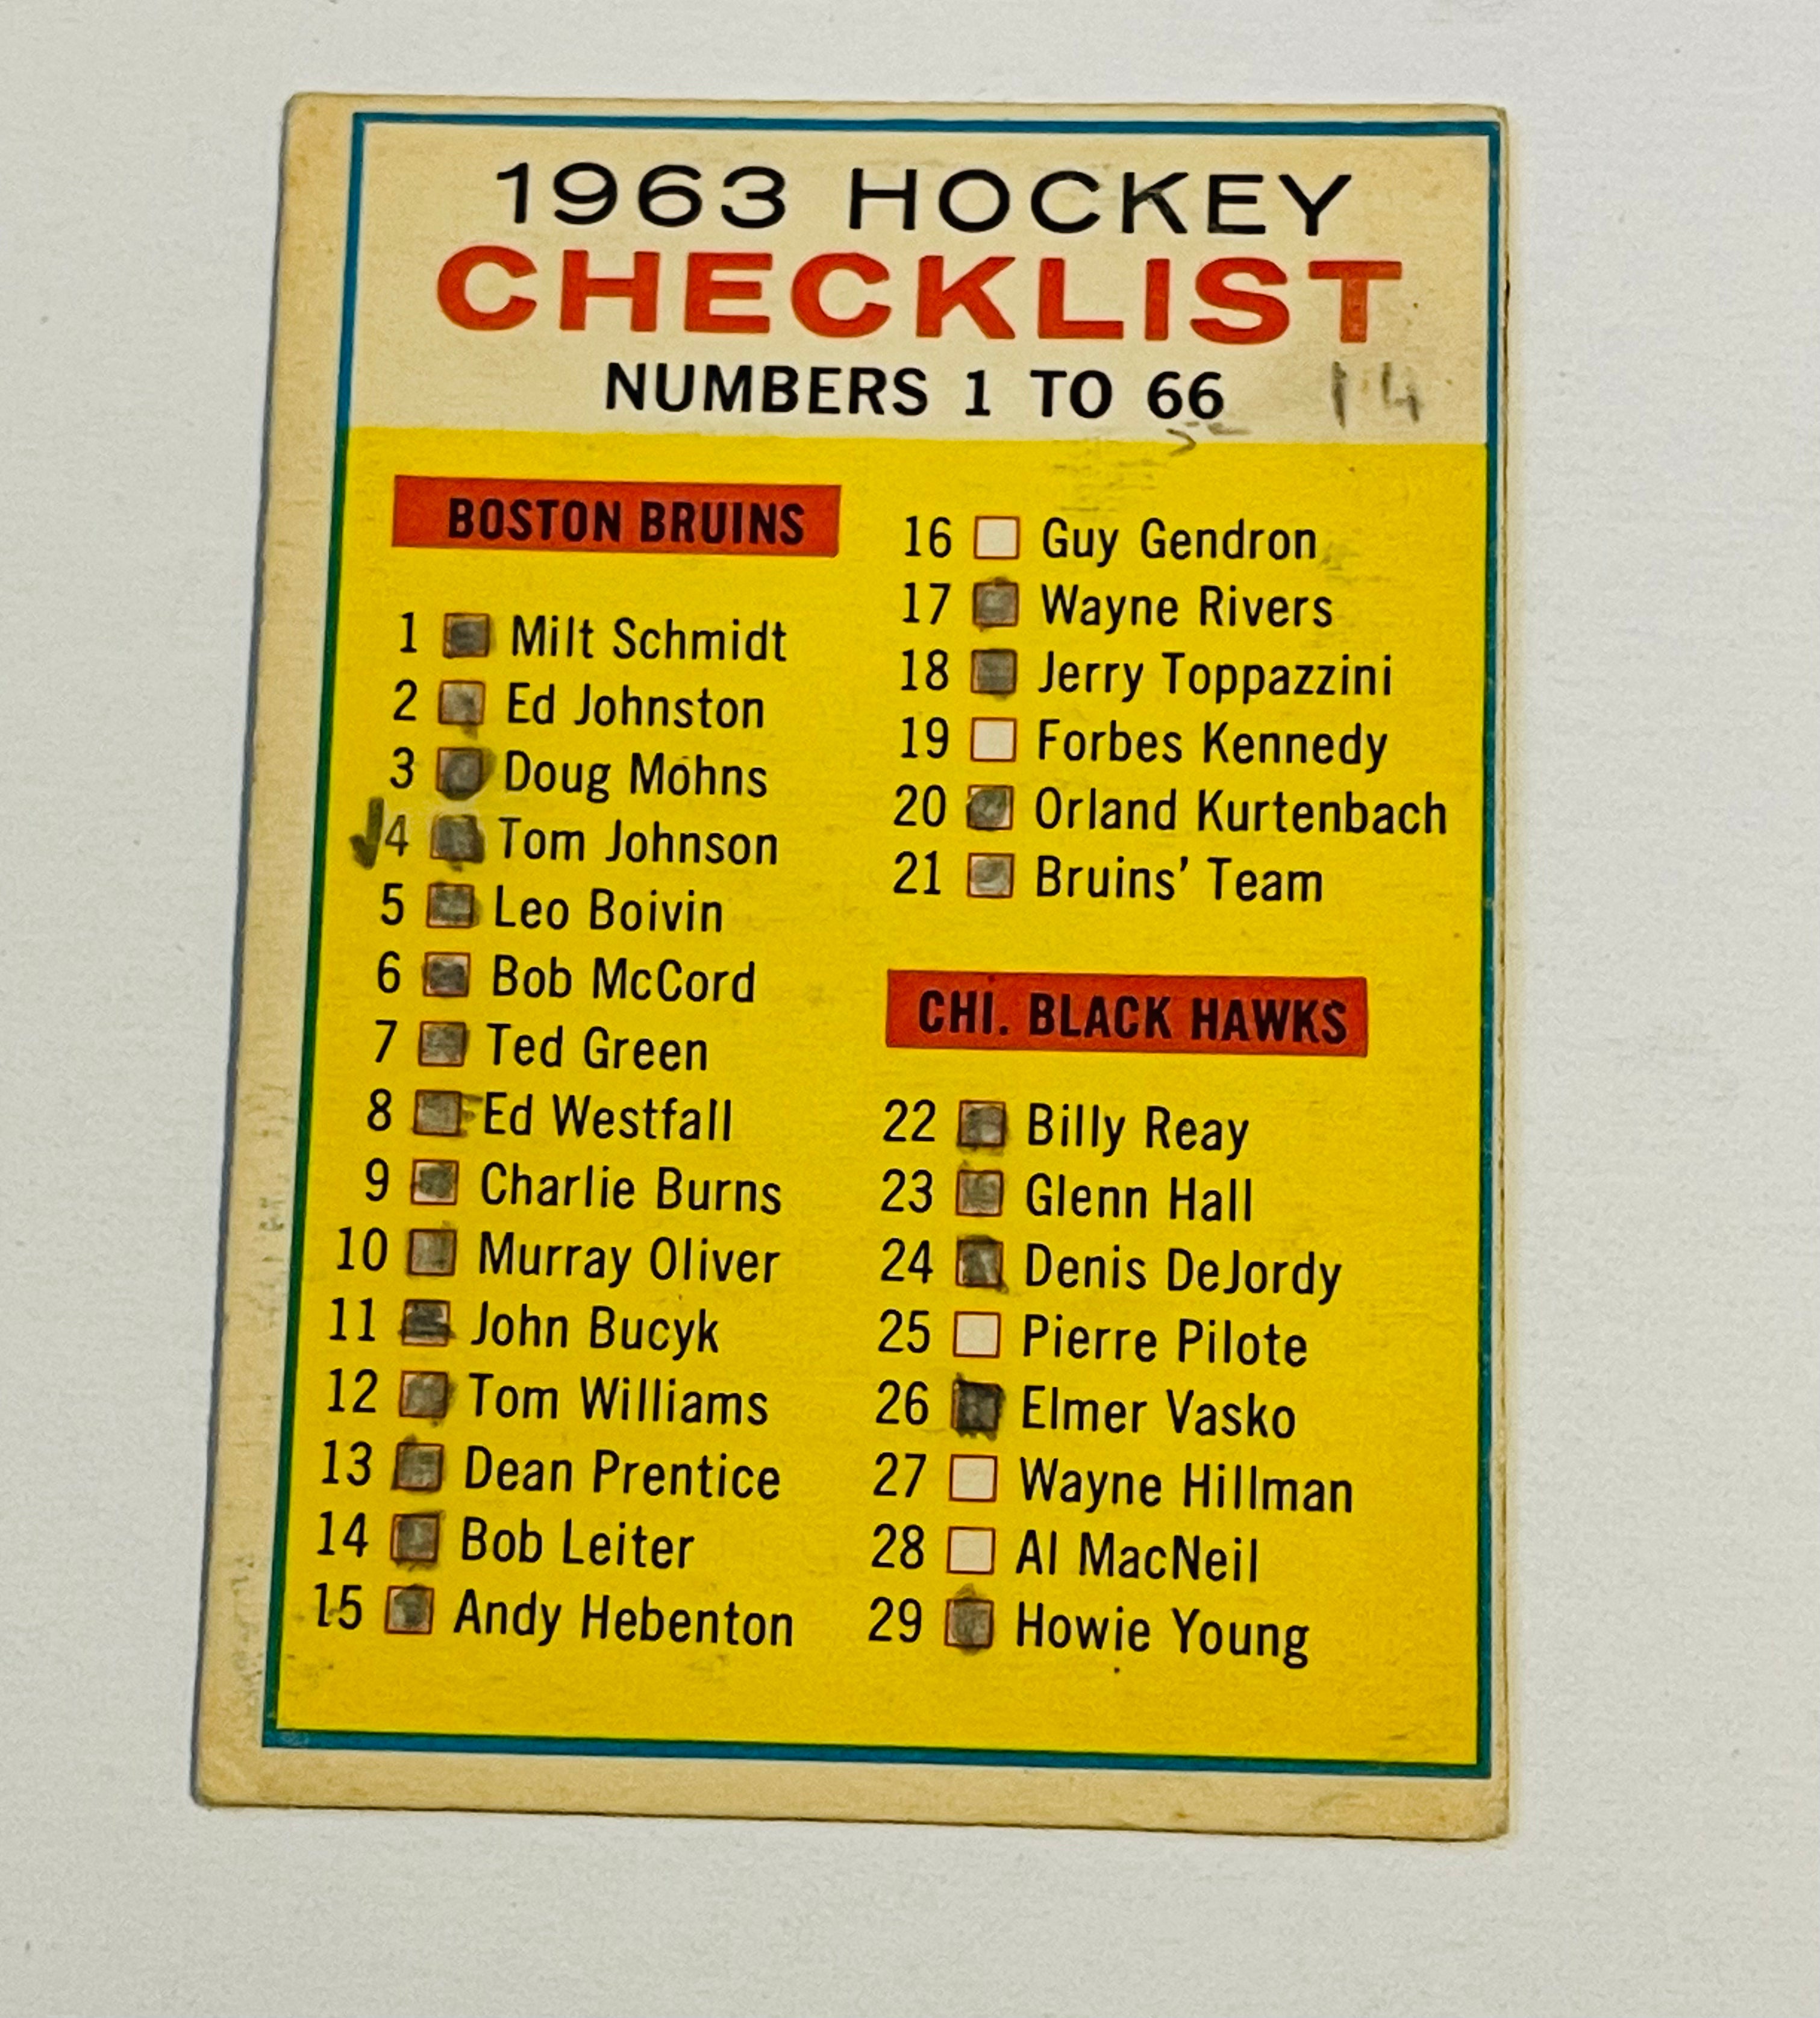 1963 HOCKEY
CHECKLIST
NUMBERS 1 TO 66 14
BOSTON BRUINS
1 Milt Schmidt
2 Ed Johnston
3 Doug Mohns
4 Tom Johnson
5 Leo Boivin
6 Bob McCord
7 Ted Green
8 Ed Westfall
9 Charlie Burns
10 Murray Oliver
11 John Bucyk
12 Tom Williams
13 Dean Prentice
14 Bob Leiter
15 Andy Hebenton
16 Guy Gendron
17 Wayne Rivers
18 Jerry Toppazzini
19 Forbes Kennedy
20 Orland Kurtenbach
21 Bruins' Team
CHI. BLACK HAWKS
22 Billy Reay
23 Glenn Hall
24 Denis DeJordy
25 Pierre Pilote
26 Elmer Vasko
27 Wayne Hillman
28 Al MacNeil
29 Howie Young